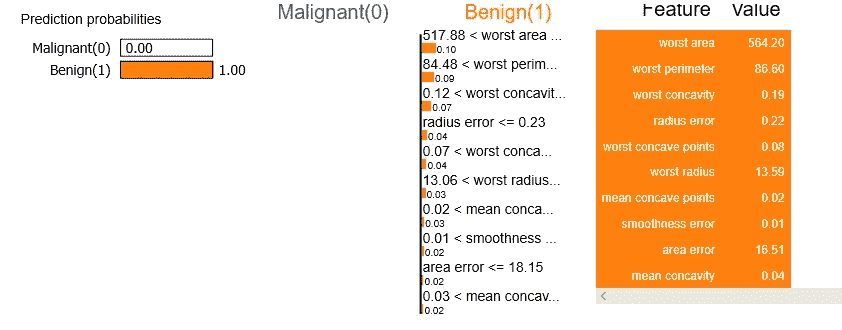 Prediction probabilities
Malignant(0) 0.00
Benign(1) 1.00
Malignant(0) Benign(1)
517.88 < worst area ...
0.10
84.48 < worst perim...
0.09
0.12 < worst concavit...
0.07
radius error <= 0.23
0.04
0.07 < worst conca...
0.04
13.06 < worst radius...
0.03
0.02 < mean conca...
0.03
0.01 < smoothness ...
0.02
area error <= 18.15
0.02
0.03 < mean concav...
0.02
Feature Value
worst area 564.20
worst perimeter 86.60
worst concavity 0.19
radius error 0.22
worst concave points 0.08
worst radius 13.59
mean concave points 0.02
smoothness error 0.01
area error 16.51
mean concavity 0.04